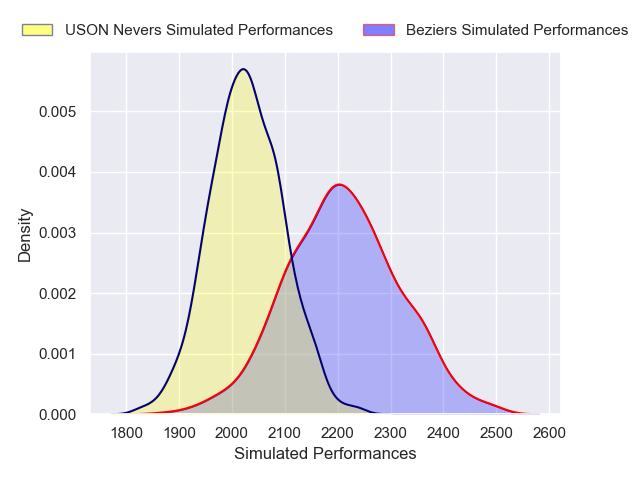 USON Nevers Simulated Performances
Beziers Simulated Performances
0.005
0.004
0.003
0.002
0.001
0.000
Density
1800 1900 2000 2100 2200 2300 2400 2500 2600
Simulated Performances